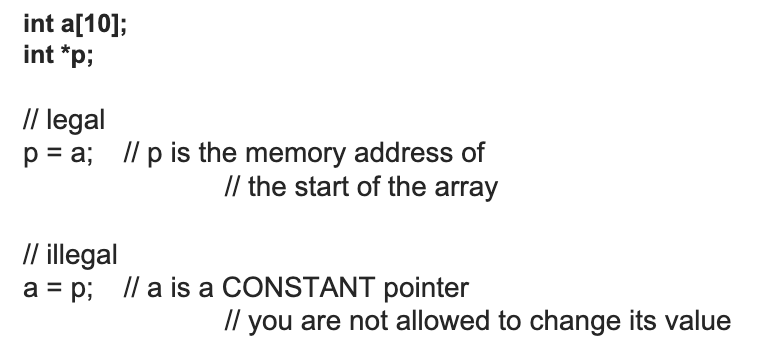 int a[10];
int *p;
// legal
p = a; // p is the memory address of
// the start of the array
// illegal
a = p; // a is a CONSTANT pointer
// you are not allowed to change its value